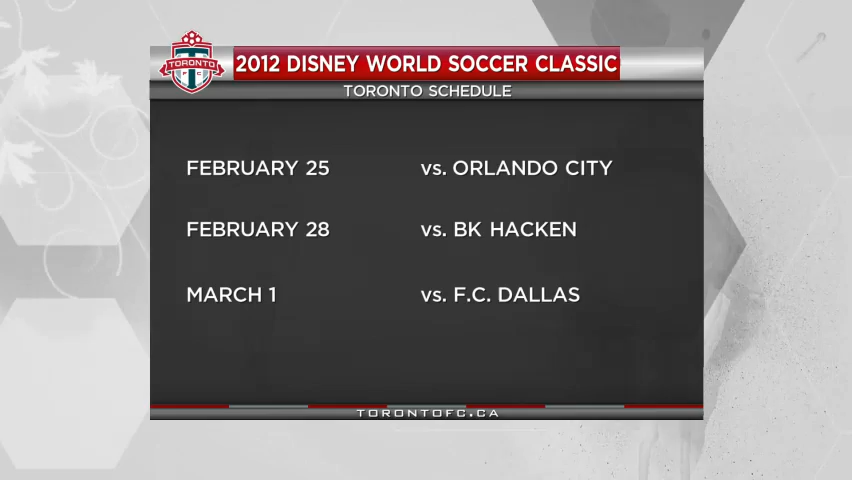 TORONTO
FC
2012 DISNEY WORLD SOCCER CLASSIC
TORONTO SCHEDULE
FEBRUARY 25 vs. ORLANDO CITY
FEBRUARY 28 vs. BK HACKEN
MARCH 1 vs. F.C. DALLAS
TORONTOFC.CA